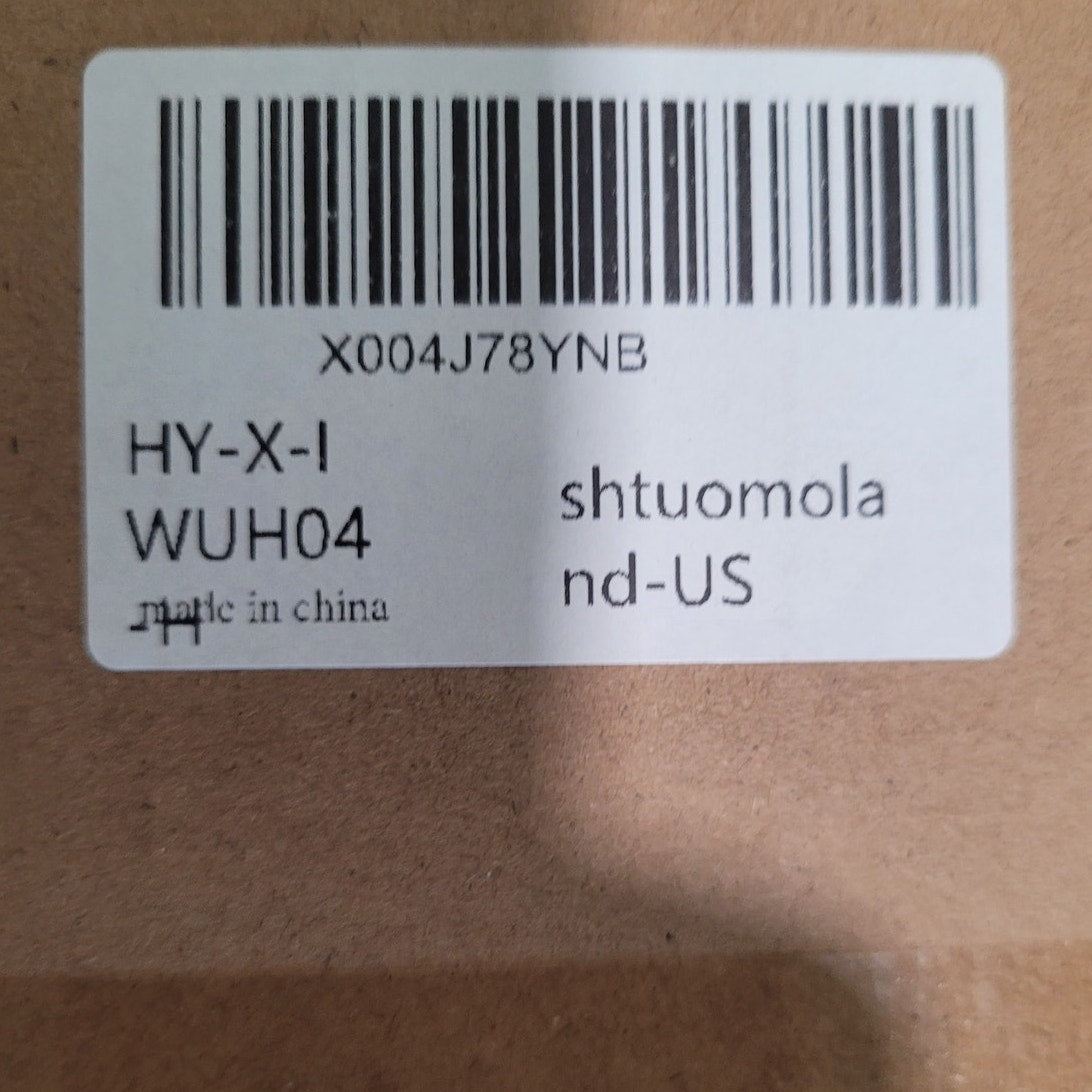 X004J78YNB
HY-X-I
WUH04
-H
made in china
shtuomola
nd-US